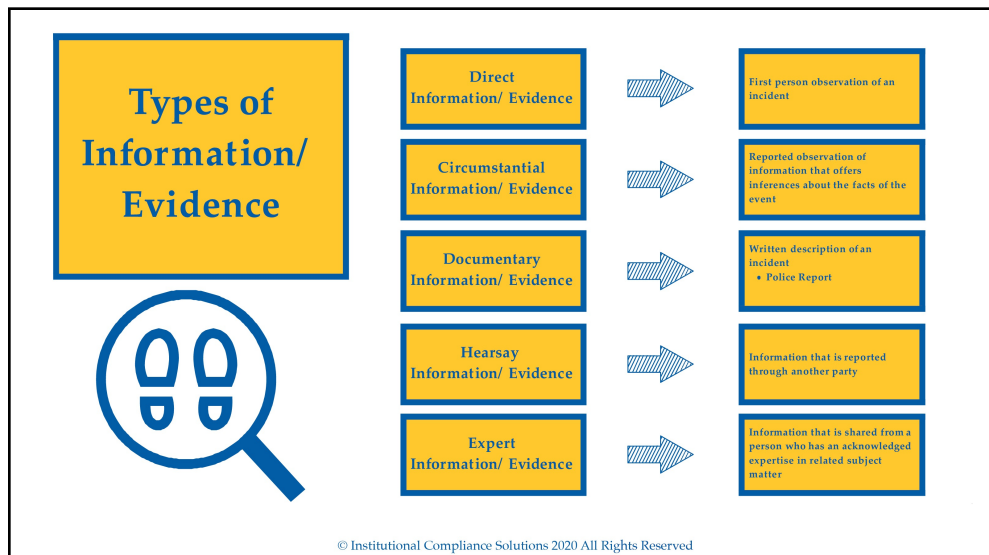 Types of
Information/
Evidence
Direct
Information/ Evidence
First person observation of an
incident
Circumstantial
Information/ Evidence
Reported observation of
information that offers
inferences about the facts of the
event
Documentary
Information/ Evidence
Written description of an
incident
• Police Report
Hearsay
Information/ Evidence
Information that is reported
through another party
Expert
Information/ Evidence
Information that is shared from a
person who has an acknowledged
expertise in related subject
matter
© Institutional Compliance Solutions 2020 All Rights Reserved